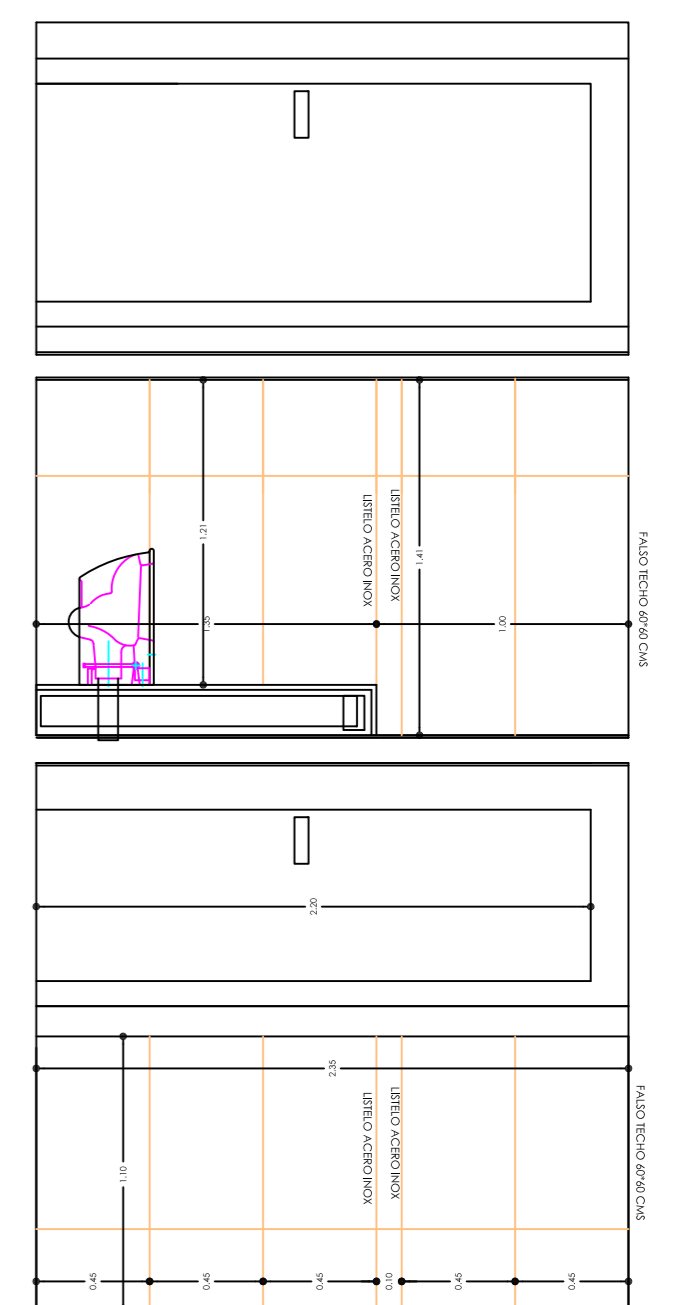 LISTELO ACERO INOX
LISTELO ACERO INOX
FALSO TECHO 60*60 CMS
1.21
1.41
1.35
1.00
2.20
2.35
LISTELO ACERO INOX
LISTELO ACERO INOX
FALSO TECHO 60*60 CMS
1.10
0.45
0.45
0.45
0.10
0.45
0.45